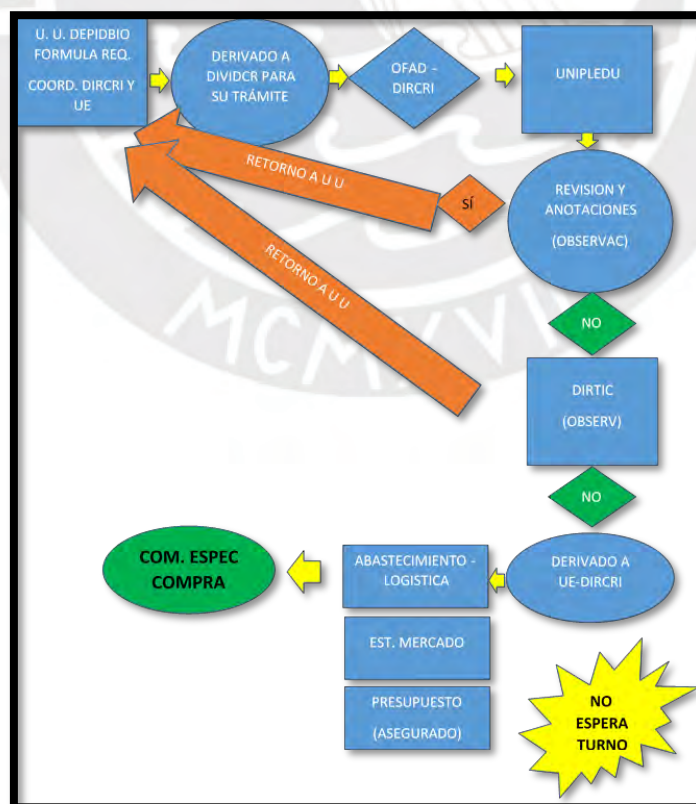 U. U. DEPIDBIO
FORMULA REQ.
COORD. DIRCRI Y
UE
DERIVADO A
DIVIDCR PARA
SU TRÁMITE
OFAD –
DIRCRI
UNIPLEDU
RETORNO A U U
SÍ
REVISION Y
ANOTACIONES
(OBSERVAC)
RETORNO A U U
NO
MCMXVII
DIRTIC
(OBSERV)
NO
COM. ESPEC
COMPRA
ABASTECIMIENTO -
LOGISTICA
DERIVADO A
UE-DIRCRI
EST. MERCADO
PRESUPUESTO
(ASEGURADO)
NO
ESPERA
TURNO